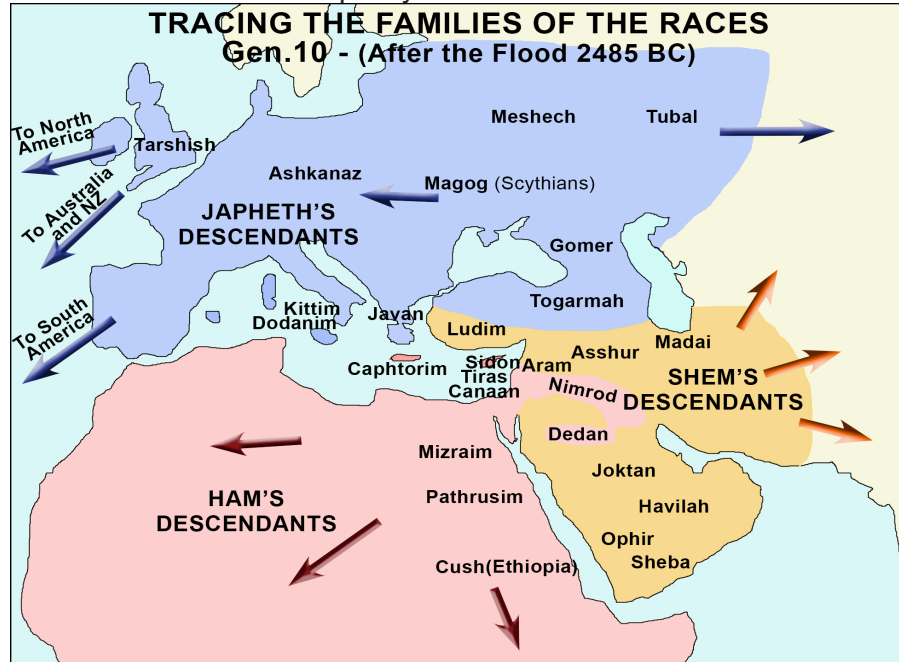 TRACING THE FAMILIES OF THE RACES
Gen.10 - (After the Flood 2485 BC)
To North
America
Tarshish
To Australia
and NZ
To South
America
Meshech
Tubal
Ashkanaz
Magog (Scythians)
JAPHETH'S
DESCENDANTS
Gomer
Togarmah
Kittim
Dodanim
Javan
Ludim
Caphtorim
Sidon
Tiras
Canaan
Aram
Asshur
Madai
Nimrod
SHEM'S
DESCENDANTS
Dedan
Mizraim
Joktan
Pathrusim
Havilah
HAM'S
DESCENDANTS
Ophir
Sheba
Cush(Ethiopia)